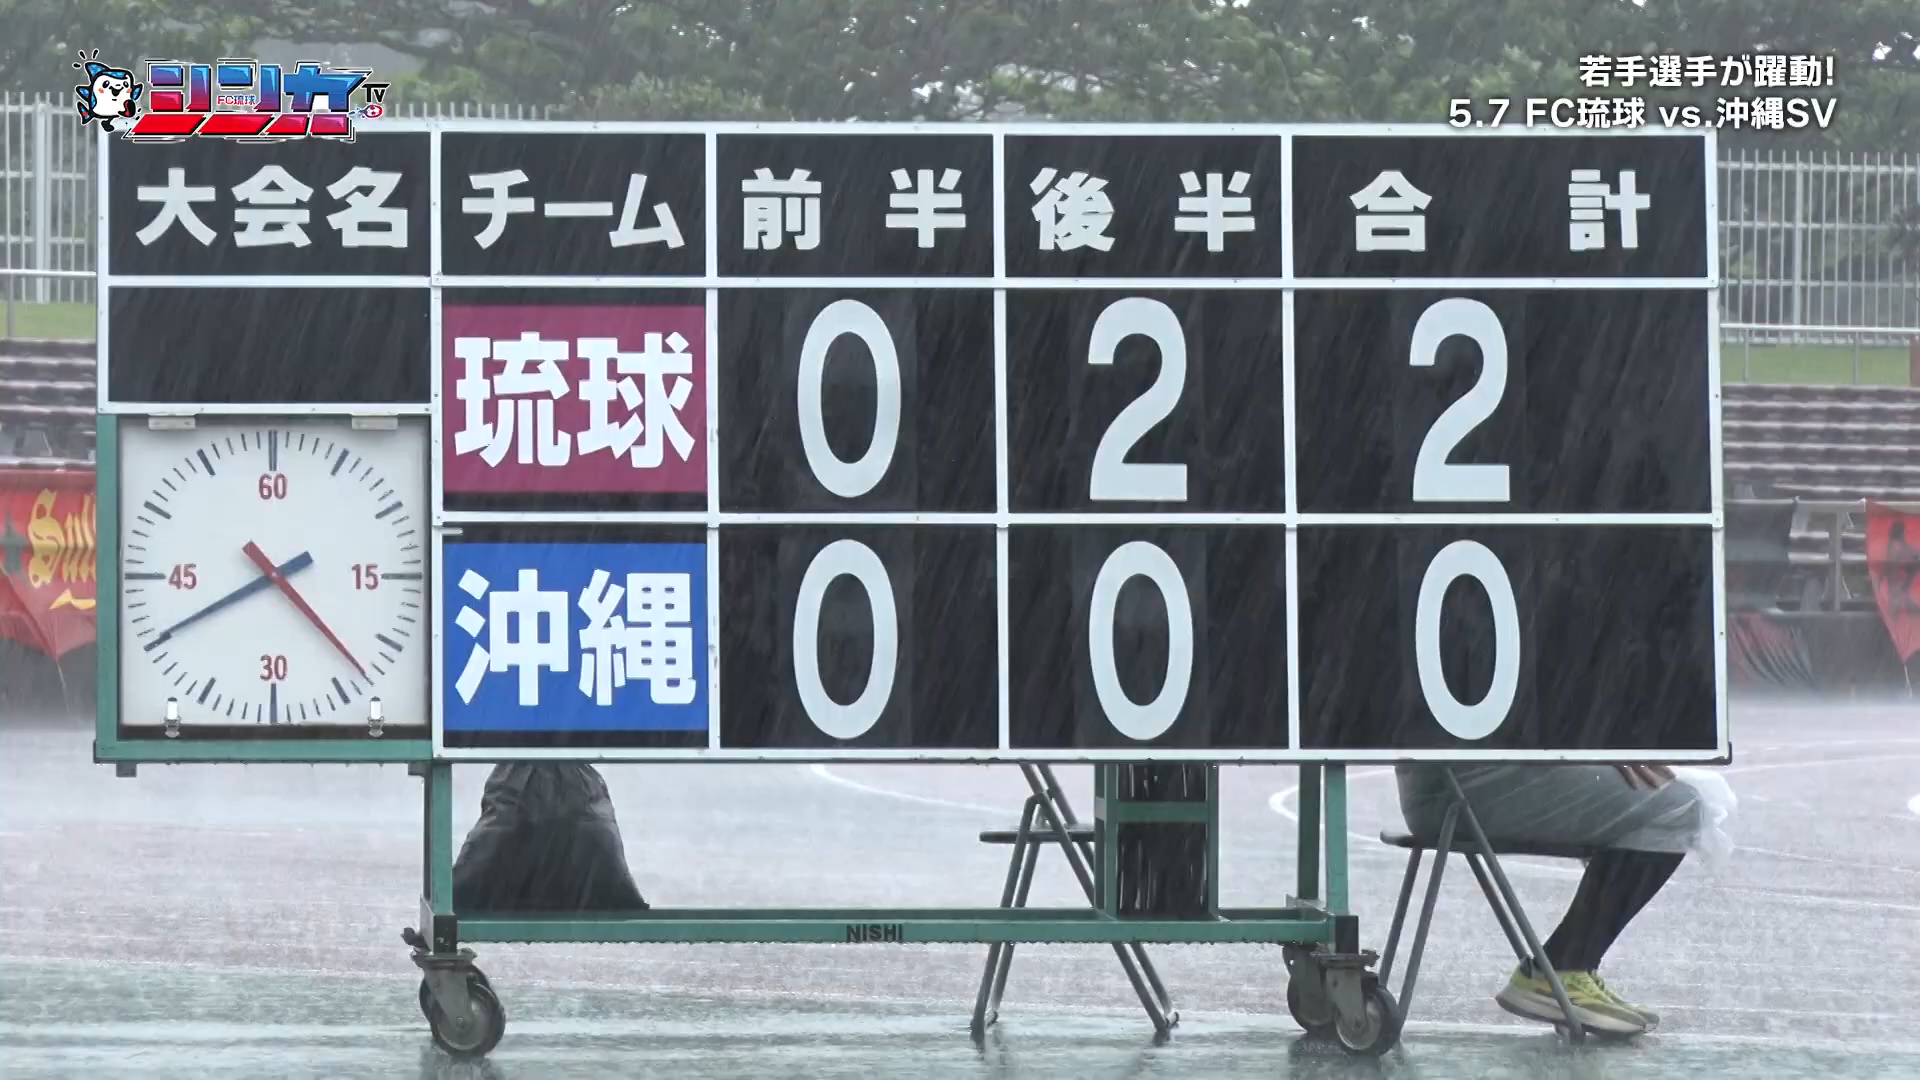 シンカTV
FC琉球
若手選手が躍動!
5.7 FC琉球 vs.沖縄SV
大会名 チーム 前半 後半 合計
琉球 0 2 2
沖縄 0 0 0
60
45 15
30
NISHI